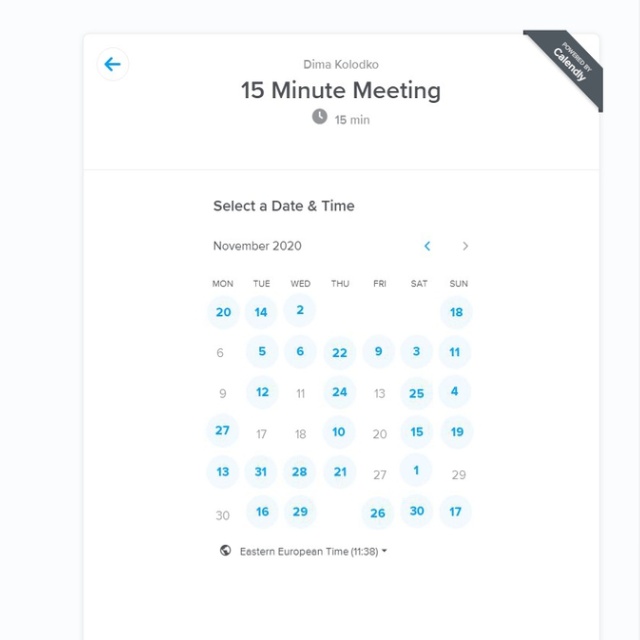 POWERED BY
Calendly
Dima Kolodko
15 Minute Meeting
15 min
Select a Date & Time
November 2020
MON TUE WED THU FRI SAT SUN
20 14 2 18
6 5 6 22 9 3 11
9 12 11 24 13 25 4
27 17 18 10 20 15 19
13 31 28 21 27 1 29
30 16 29 26 30 17
Eastern European Time (11:38)